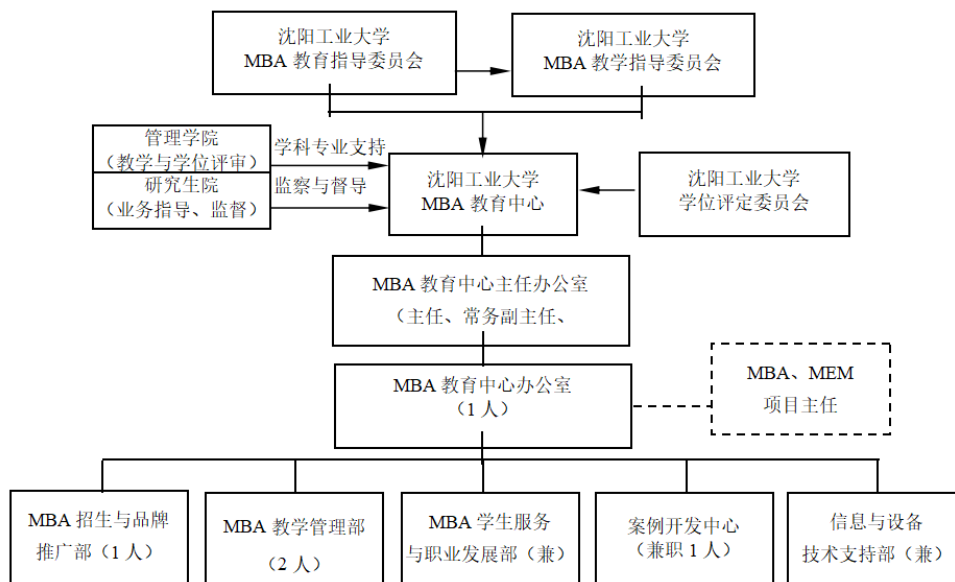 沈阳工业大学
MBA 教育指导委员会
沈阳工业大学
MBA 教学指导委员会
管理学院
（教学与学位评审）
学科专业支持
研究生院
（业务指导、监督）
监察与督导
沈阳工业大学
MBA 教育中心
沈阳工业大学
学位评定委员会
MBA 教育中心主任办公室
（主任、常务副主任、
MBA 教育中心办公室
（1 人）
MBA、MEM
项目主任
MBA 招生与品牌
推广部（1 人）
MBA 教学管理部
（2 人）
MBA 学生服务
与职业发展部（兼）
案例开发中心
（兼职 1 人）
信息与设备
技术支持部（兼）